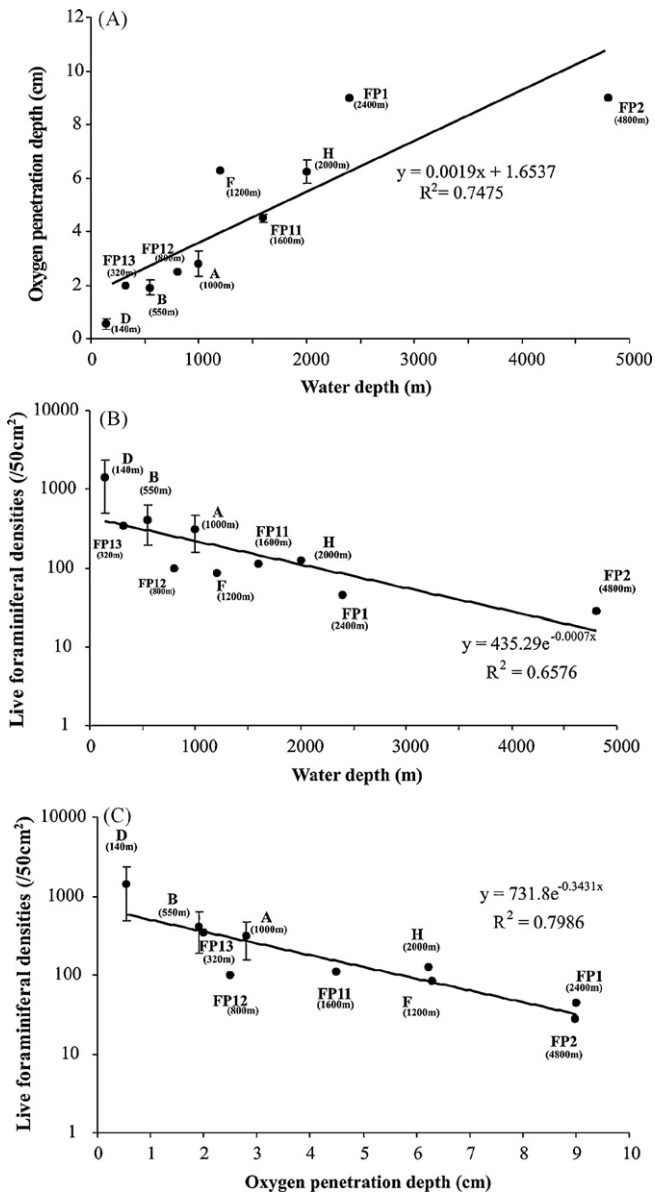 (A)
Oxygen penetration depth (cm)
12
10
8
6
4
2
0
FP1
(2400m)
FP2
(4800m)
H
(2000m)
F
(1200m)
y = 0.0019x + 1.6537
R²= 0.7475
FP11
(1600m)
FP13
(320m)
FP12
(800m)
A
(1000m)
B
(550m)
D
(140m)
0
1000
2000
3000
4000
5000
Water depth (m)
(B)
Live foraminiferal densities (/50cm²)
10000
1000
100
10
1
D
(140m)
B
(550m)
A
(1000m)
FP11
(1600m)
H
(2000m)
FP13
(320m)
FP12
(800m)
F
(1200m)
FP1
(2400m)
FP2
(4800m)
y = 435.29e^-0.0007x
R² = 0.6576
0
1000
2000
3000
4000
5000
Water depth (m)
(C)
Live foraminiferal densities (/50cm²)
10000
1000
100
10
1
D
(140m)
B
(550m)
A
(1000m)
y = 731.8e^-0.3431x
R² = 0.7986
FP13
(320m)
H
(2000m)
FP12
(800m)
FP11
(1600m)
F
(1200m)
FP1
(2400m)
FP2
(4800m)
0
1
2
3
4
5
6
7
8
9
10
Oxygen penetration depth (cm)